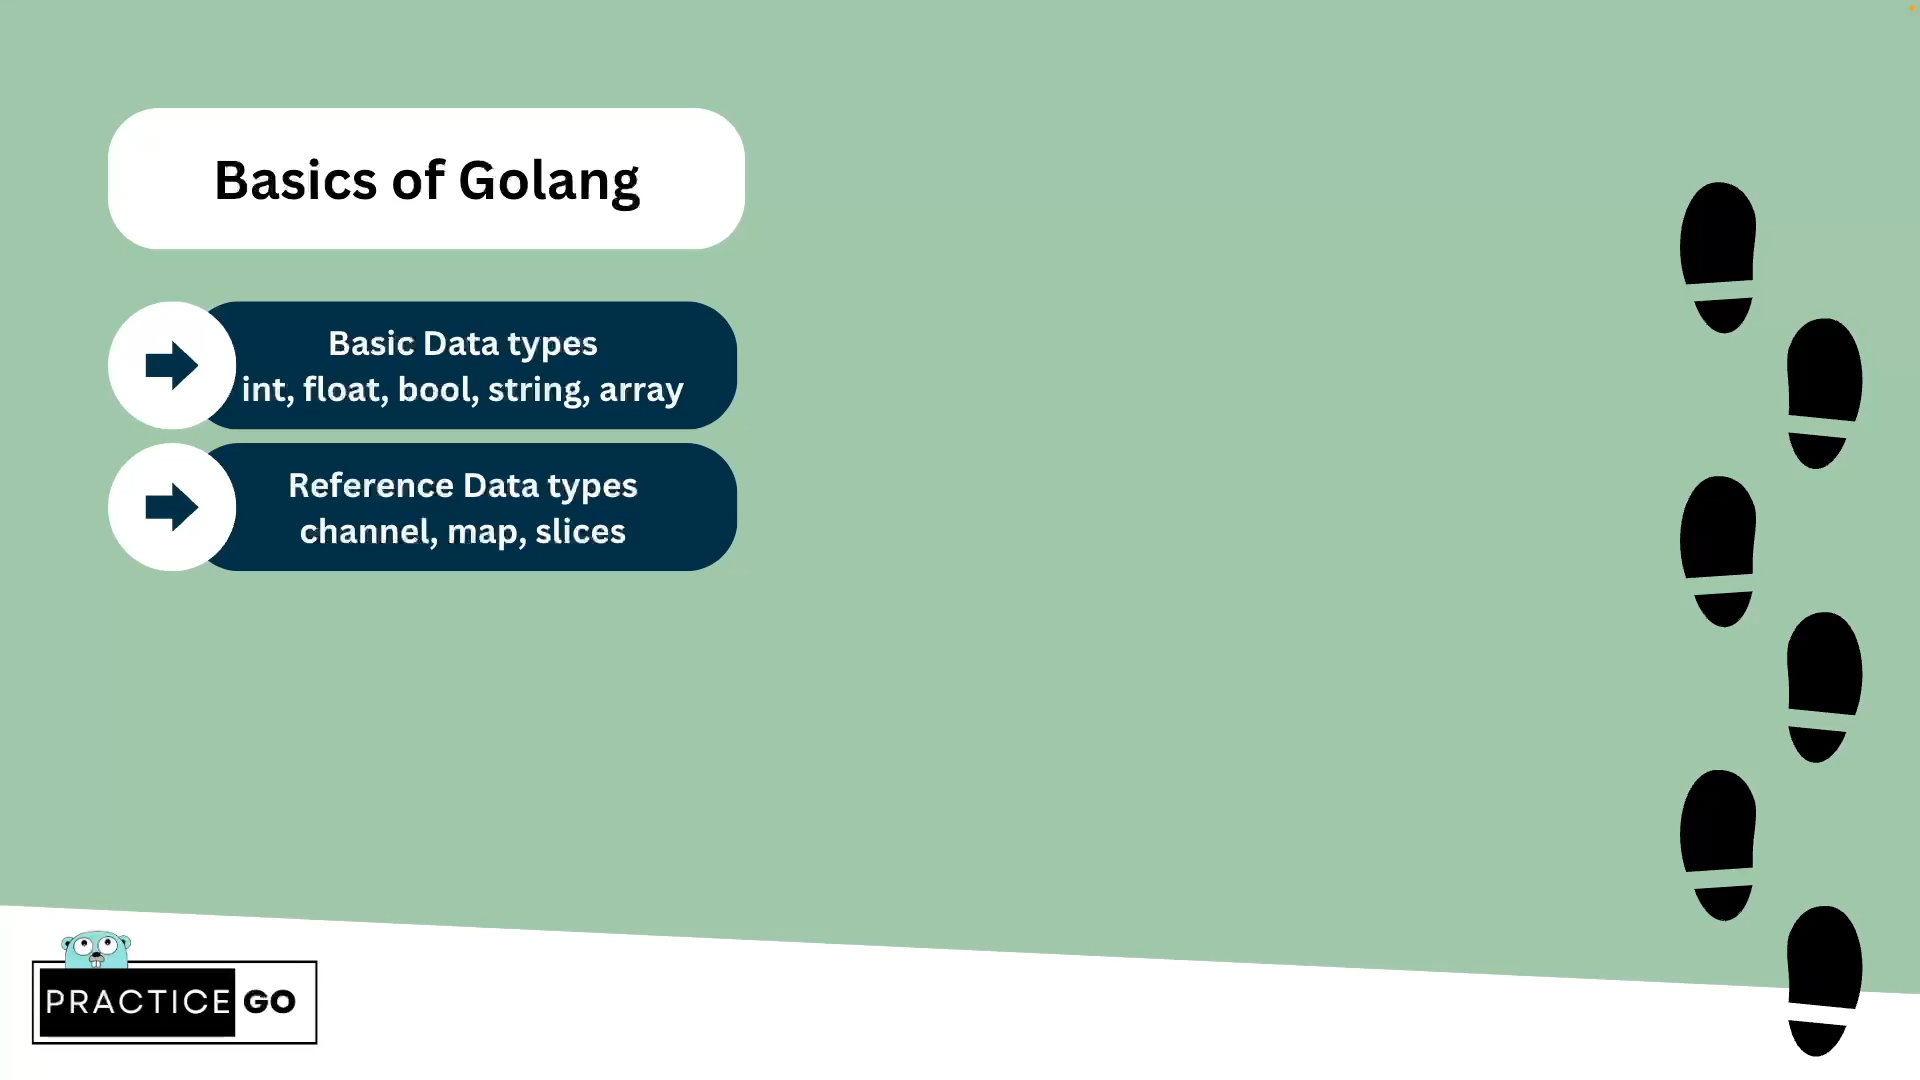 Basics of Golang
Basic Data types
int, float, bool, string, array
Reference Data types
channel, map, slices
PRACTICE GO